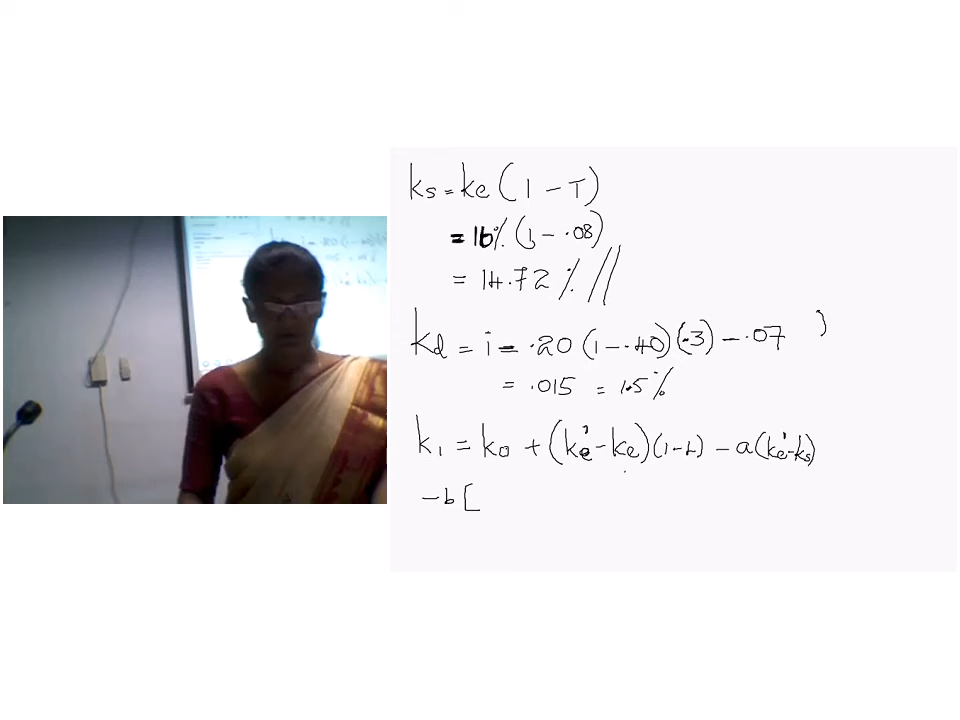 ks = ke (1 - T)
= 16% (1 - .08)
= 14.72 % //
kd = i = .20 (1 - .40) (.3) - .07 }
= .015 = 1.5 %
k1 = k0 + (ke' - ke) (1 - L) - a (ke' - ks)
- b [